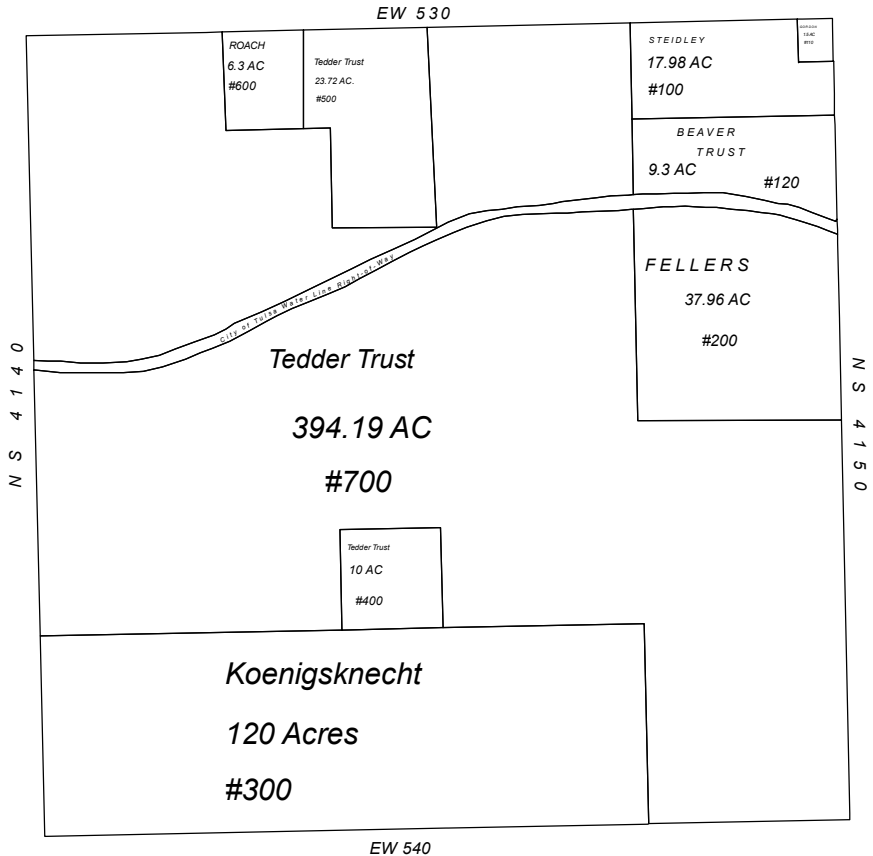 EW 530
ROACH
6.3 AC
#600
Tedder Trust
23.72 AC.
#500
STEIDLEY
17.98 AC
#100
BEAVER
TRUST
9.3 AC
#120
City of Tulsa Water Line Right-of-Way
FELLERS
37.96 AC
#200
NS 4140
NS 4150
Tedder Trust
394.19 AC
#700
Tedder Trust
10 AC
#400
Koenigsknecht
120 Acres
#300
EW 540